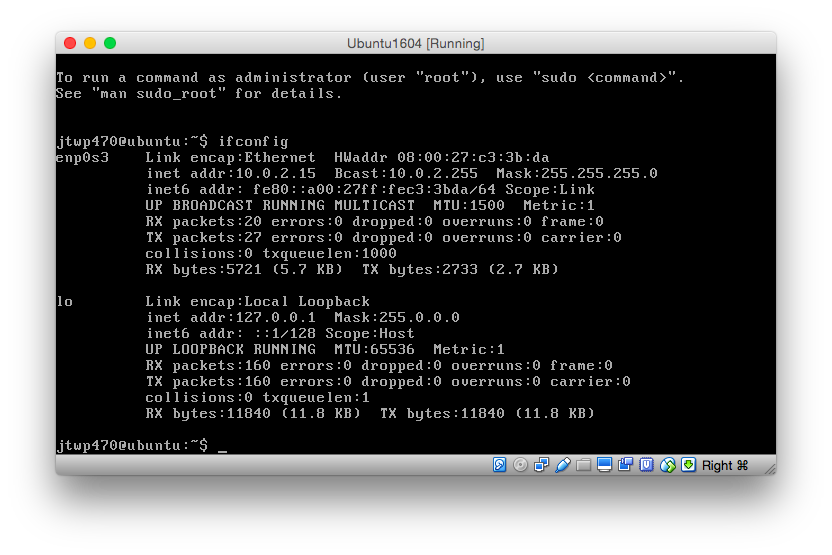 Ubuntu1604 [Running]
To run a command as administrator (user "root"), use "sudo <command>".
See "man sudo_root" for details.
jtwp470@ubuntu:~$ ifconfig
enp0s3    Link encap:Ethernet  HWaddr 08:00:27:c3:3b:da
          inet addr:10.0.2.15  Bcast:10.0.2.255  Mask:255.255.255.0
          inet6 addr: fe80::a00:27ff:fec3:3bda/64 Scope:Link
          UP BROADCAST RUNNING MULTICAST  MTU:1500  Metric:1
          RX packets:20 errors:0 dropped:0 overruns:0 frame:0
          TX packets:27 errors:0 dropped:0 overruns:0 carrier:0
          collisions:0 txqueuelen:1000
          RX bytes:5721 (5.7 KB)  TX bytes:2733 (2.7 KB)
lo        Link encap:Local Loopback
          inet addr:127.0.0.1  Mask:255.0.0.0
          inet6 addr: ::1/128 Scope:Host
          UP LOOPBACK RUNNING  MTU:65536  Metric:1
          RX packets:160 errors:0 dropped:0 overruns:0 frame:0
          TX packets:160 errors:0 dropped:0 overruns:0 carrier:0
          collisions:0 txqueuelen:1
          RX bytes:11840 (11.8 KB)  TX bytes:11840 (11.8 KB)
jtwp470@ubuntu:~$ _
Right ⌘